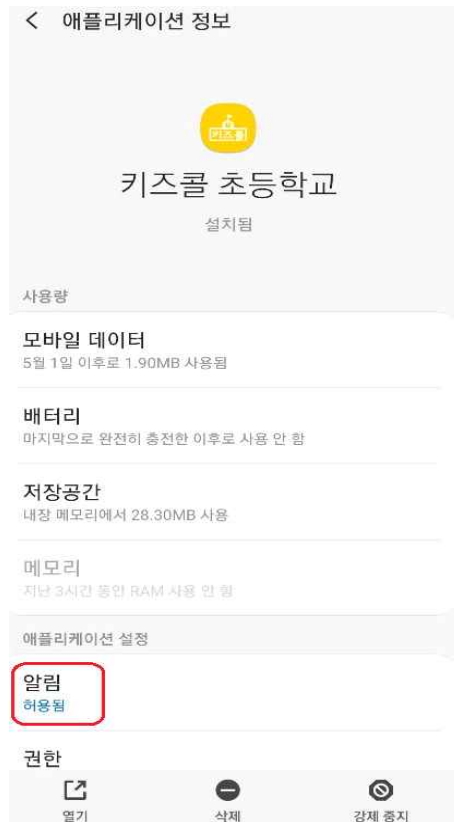 애플리케이션 정보
키즈콜
키즈콜 초등학교
설치됨
사용량
모바일 데이터
5월 1일 이후로 1.90MB 사용됨
배터리
마지막으로 완전히 충전한 이후로 사용 안 함
저장공간
내장 메모리에서 28.30MB 사용
메모리
지난 3시간 동안 RAM 사용 안 함
애플리케이션 설정
알림
허용됨
권한
열기 삭제 강제 중지